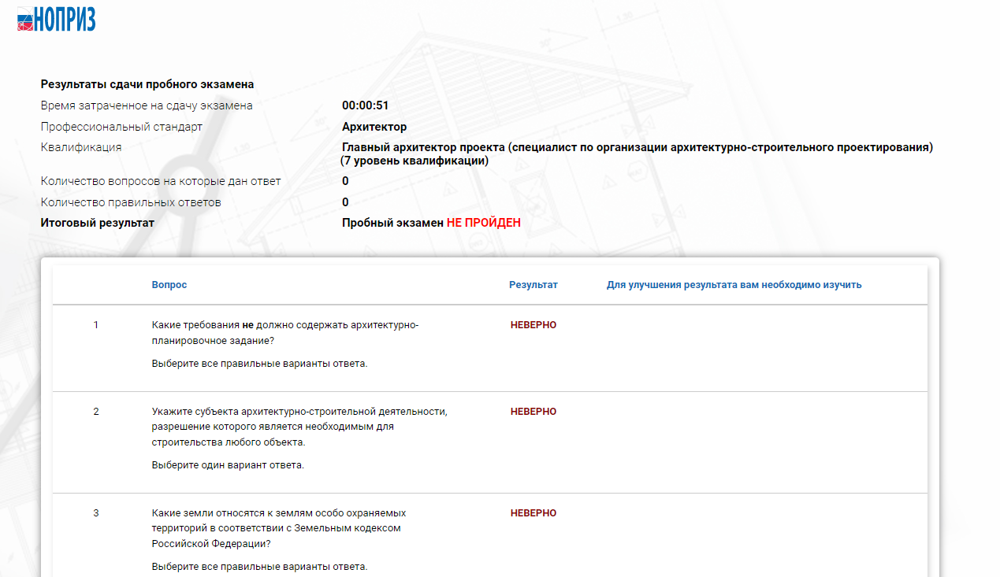 НОПРИЗ
Результаты сдачи пробного экзамена
Время затраченное на сдачу экзамена 00:00:51
Профессиональный стандарт Архитектор
Квалификация Главный архитектор проекта (специалист по организации архитектурно-строительного проектирования)
(7 уровень квалификации)
Количество вопросов на которые дан ответ 0
Количество правильных ответов 0
Итоговый результат Пробный экзамен НЕ ПРОЙДЕН
Вопрос Результат Для улучшения результата вам необходимо изучить
1 Какие требования не должно содержать архитектурно- НЕВЕРНО
планировочное задание?
Выберите все правильные варианты ответа.
2 Укажите субъекта архитектурно-строительной деятельности, НЕВЕРНО
разрешение которого является необходимым для
строительства любого объекта.
Выберите один вариант ответа.
3 Какие земли относятся к землям особо охраняемых НЕВЕРНО
территорий в соответствии с Земельным кодексом
Российской Федерации?
Выберите все правильные варианты ответа.